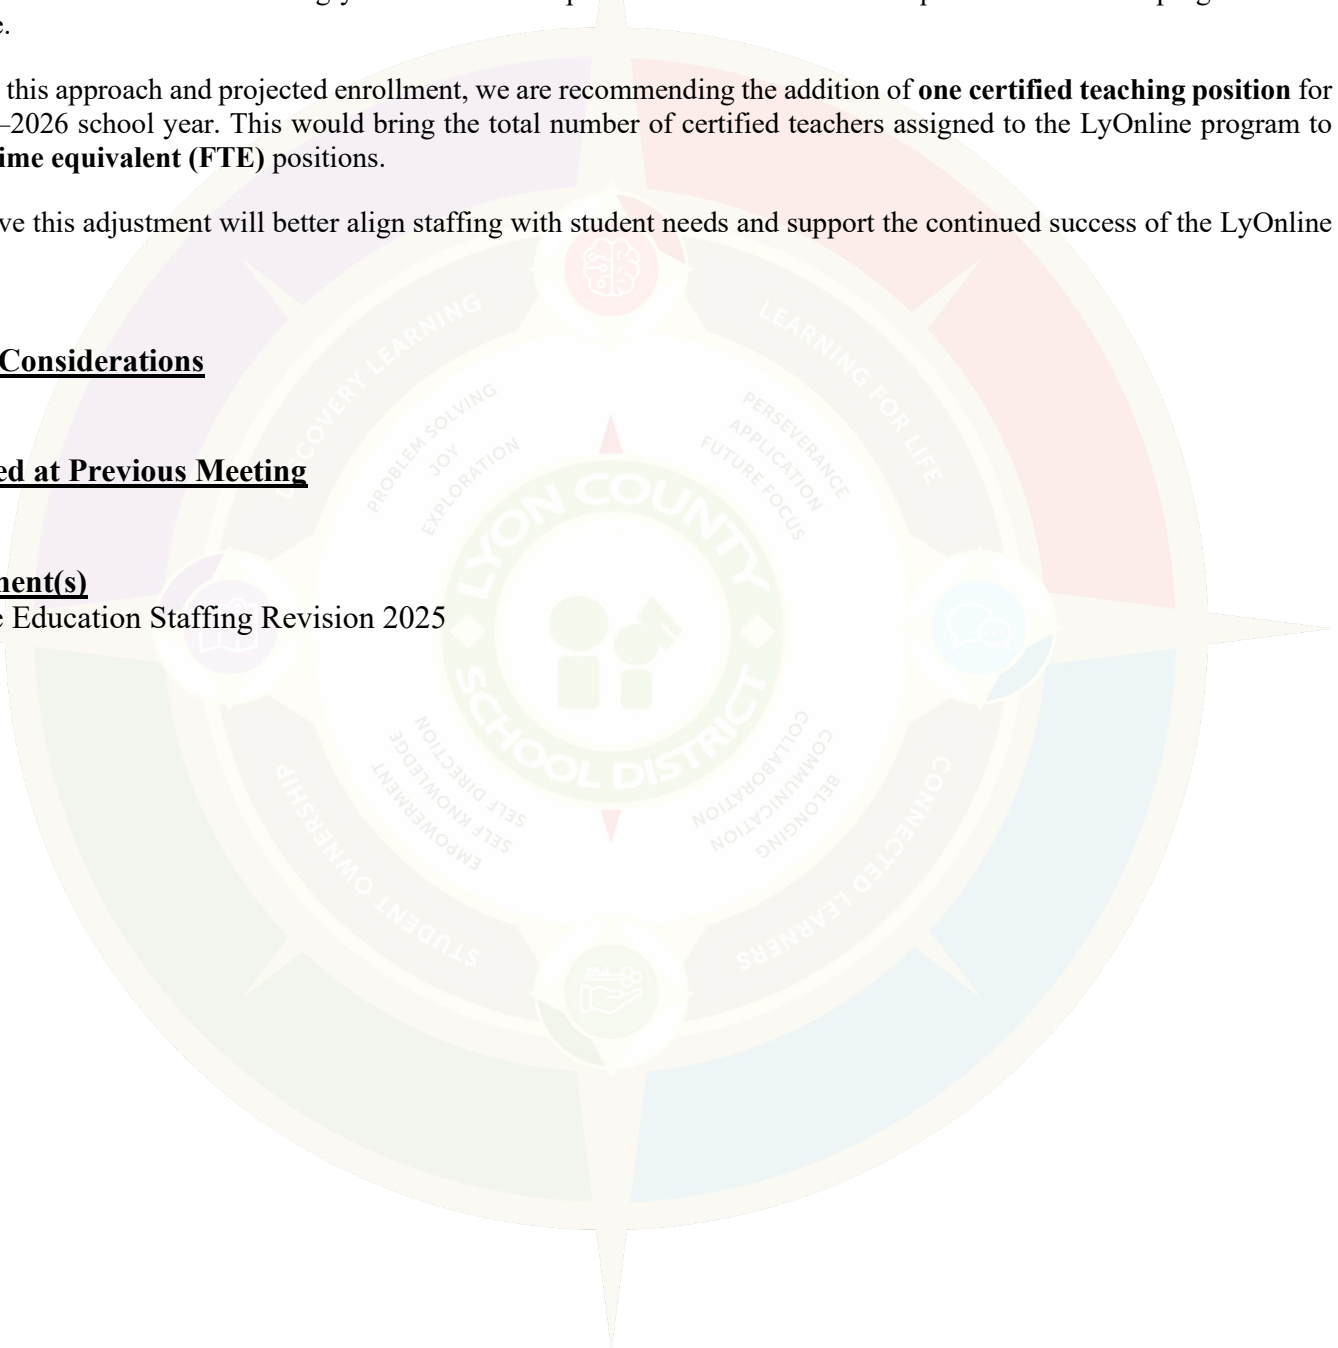 e.
this approach and projected enrollment, we are recommending the addition of one certified teaching position for
–2026 school year. This would bring the total number of certified teachers assigned to the LyOnline program to
ime equivalent (FTE) positions.
ve this adjustment will better align staffing with student needs and support the continued success of the LyOnline
Considerations
ed at Previous Meeting
ment(s)
e Education Staffing Revision 2025
DISCOVERY LEARNING
LEARNING FOR LIFE
PROBLEM SOLVING
JOY
EXPLORATION
PERSEVERANCE
APPLICATION
FUTURE FOCUS
LYON COUNTY
SCHOOL DISTRICT
SELF DIRECTION
SELF KNOWLEDGE
EMPOWERMENT
COLLABORATION
COMMUNICATION
BELONGING
STUDENT OWNERSHIP
CONNECTED LEARNERS